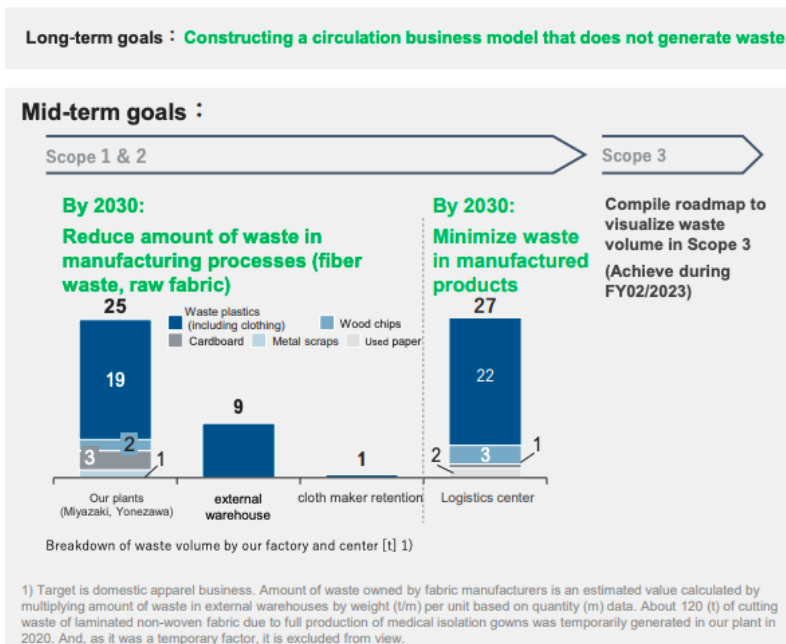 Long-term goals： Constructing a circulation business model that does not generate waste
Mid-term goals：
Scope 1 & 2
Scope 3
By 2030:
Reduce amount of waste in
manufacturing processes (fiber
waste, raw fabric)
By 2030:
Minimize waste
in manufactured
products
Compile roadmap to
visualize waste
volume in Scope 3
(Achieve during
FY02/2023)
25
Waste plastics
(including clothing)
Wood chips
Cardboard
Metal scraps
Used paper
27
19
2
3
1
9
1
22
3
2
1
Our plants
(Miyazaki, Yonezawa)
external
warehouse
cloth maker retention
Logistics center
Breakdown of waste volume by our factory and center [t] 1)
1) Target is domestic apparel business. Amount of waste owned by fabric manufacturers is an estimated value calculated by
multiplying amount of waste in external warehouses by weight (t/m) per unit based on quantity (m) data. About 120 (t) of cutting
waste of laminated non-woven fabric due to full production of medical isolation gowns was temporarily generated in our plant in
2020. And, as it was a temporary factor, it is excluded from view.